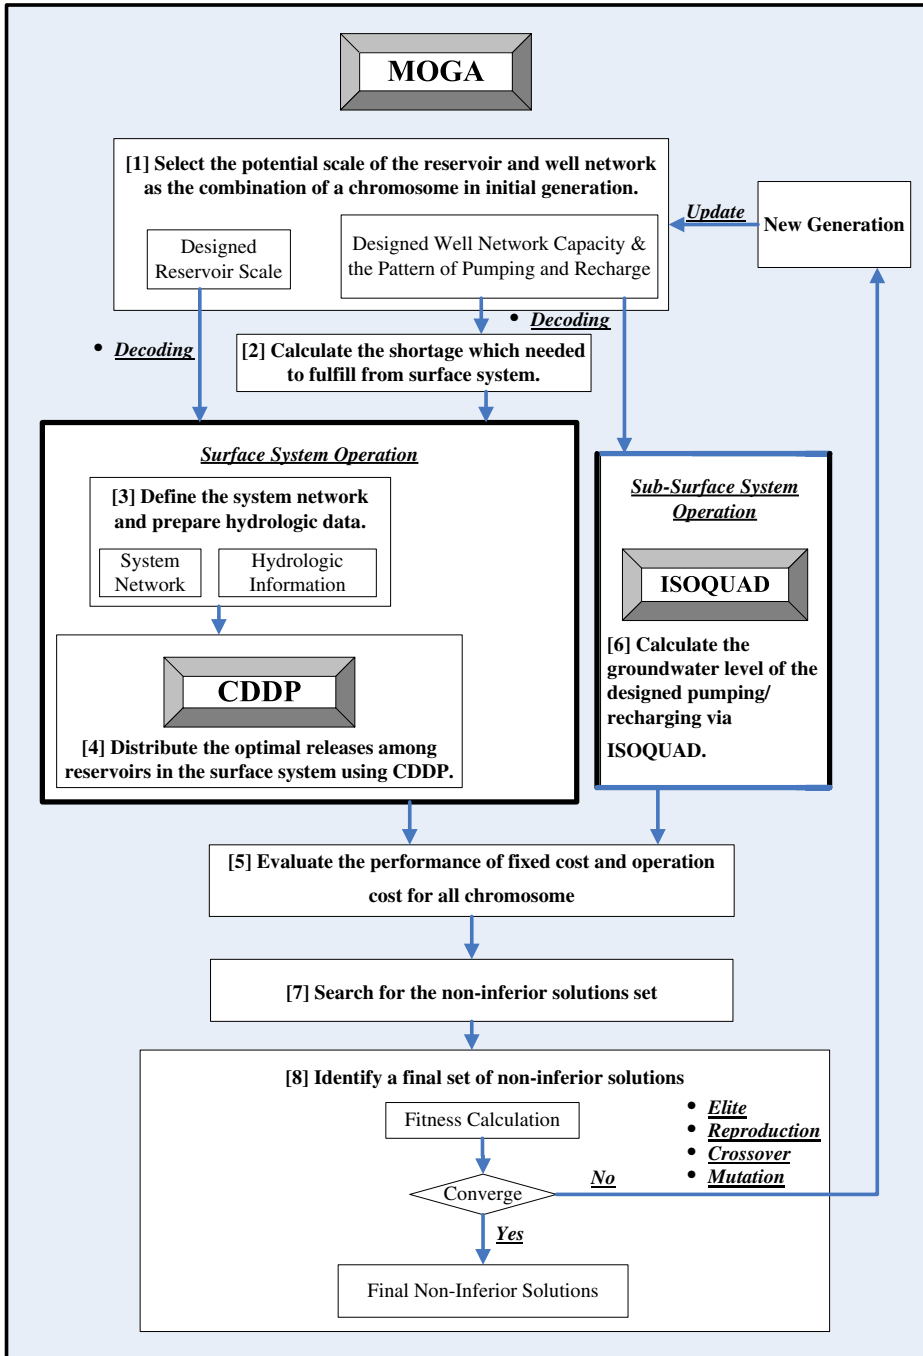 MOGA
[1] Select the potential scale of the reservoir and well network
as the combination of a chromosome in initial generation.
Designed
Reservoir Scale
Designed Well Network Capacity &
the Pattern of Pumping and Recharge
Update
New Generation
• Decoding
• Decoding
[2] Calculate the shortage which needed
to fulfill from surface system.
Surface System Operation
[3] Define the system network
and prepare hydrologic data.
System
Network
Hydrologic
Information
CDDP
[4] Distribute the optimal releases among
reservoirs in the surface system using CDDP.
Sub-Surface System
Operation
ISOQUAD
[6] Calculate the
groundwater level of the
designed pumping/
recharging via
ISOQUAD.
[5] Evaluate the performance of fixed cost and operation
cost for all chromosome
[7] Search for the non-inferior solutions set
[8] Identify a final set of non-inferior solutions
Fitness Calculation
• Elite
• Reproduction
• Crossover
• Mutation
Converge
No
Yes
Final Non-Inferior Solutions